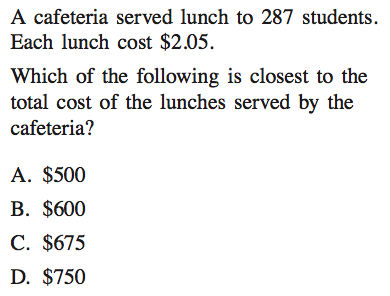 A cafeteria served lunch to 287 students.
Each lunch cost $2.05.
Which of the following is closest to the
total cost of the lunches served by the
cafeteria?
A. $500
B. $600
C. $675
D. $750